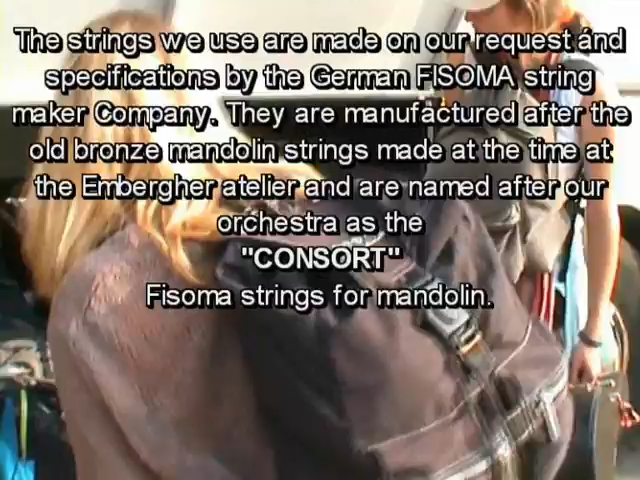 The strings we use are made on our request ánd
specifications by the German FISOMA string
maker Company. They are manufactured after the
old bronze mandolin strings made at the time at
the Embergher atelier and are named after our
orchestra as the
"CONSORT"
Fisoma strings for mandolin.